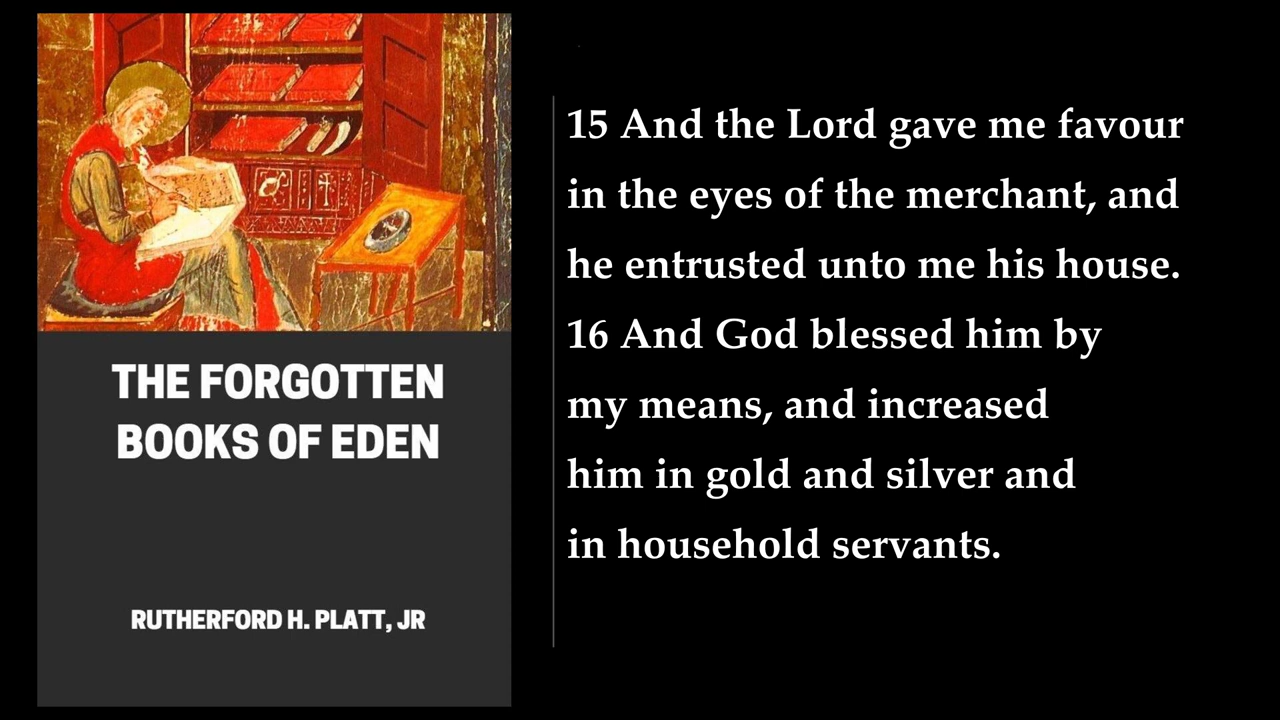 THE FORGOTTEN
BOOKS OF EDEN
RUTHERFORD H. PLATT, JR
15 And the Lord gave me favour
in the eyes of the merchant, and
he entrusted unto me his house.
16 And God blessed him by
my means, and increased
him in gold and silver and
in household servants.